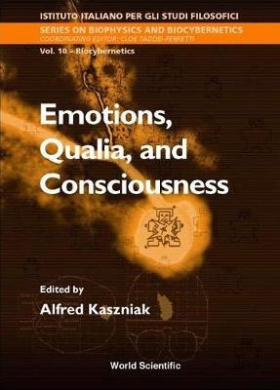 ISTITUTO ITALIANO PER GLI STUDI FILOSOFICI
SERIES ON BIOPHYSICS AND BIOCYBERNETICS
COORDINATING EDITOR: CLOE TADDEI-FERRETTI
Vol. 10 – Biocybernetics
Emotions,
Qualia, and
Consciousness
Edited by
Alfred Kaszniak
World Scientific